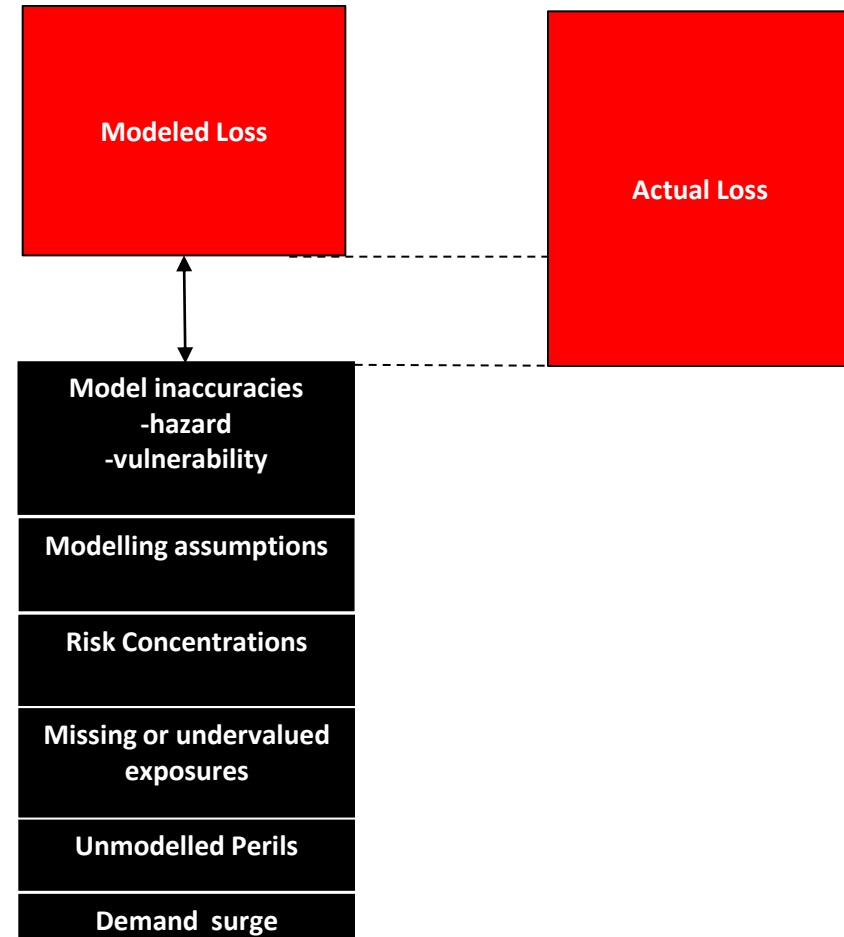 Modeled Loss
Actual Loss
Model inaccuracies
-hazard
-vulnerability
Modelling assumptions
Risk Concentrations
Missing or undervalued
exposures
Unmodelled Perils
Demand surge